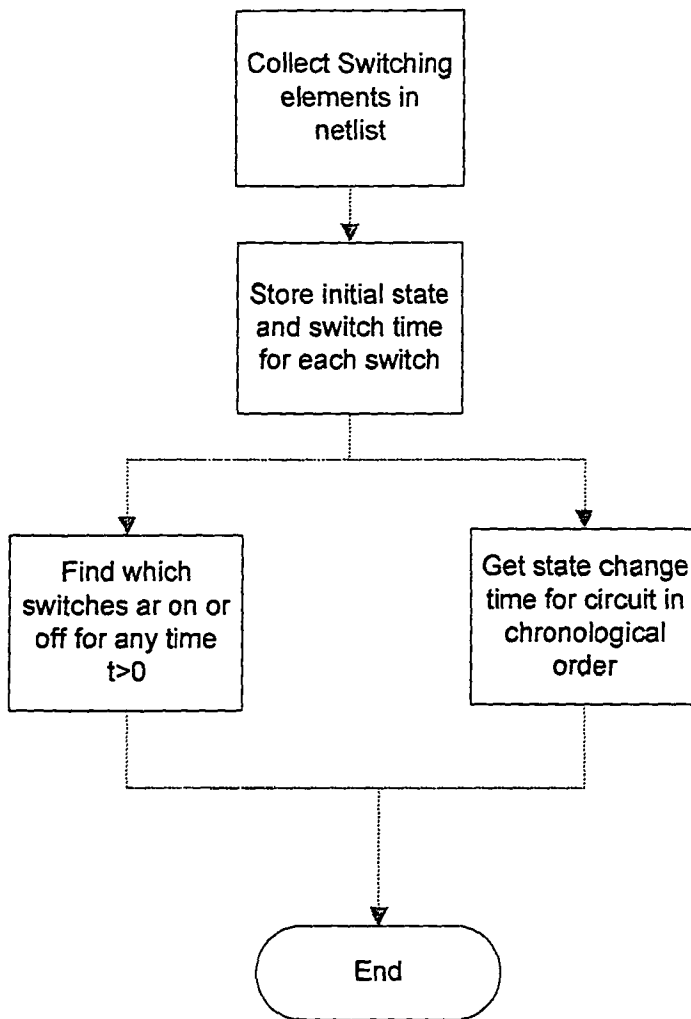 Collect Switching
elements in
netlist
Store initial state
and switch time
for each switch
Find which
switches ar on or
off for any time
t>0
Get state change
time for circuit in
chronological
order
End